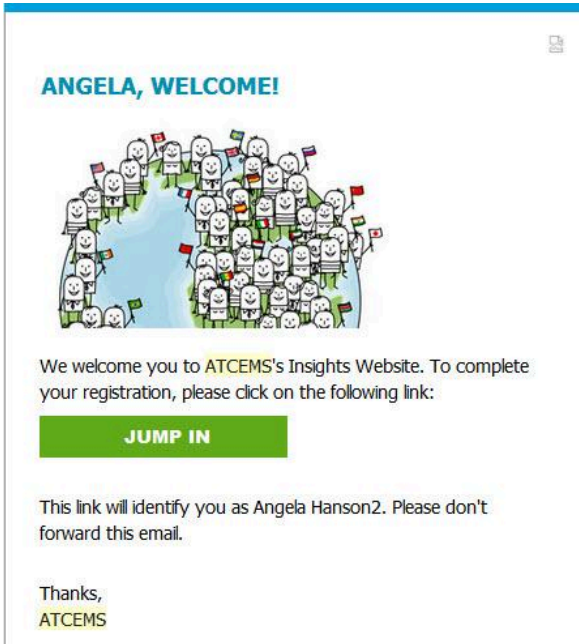 ANGELA, WELCOME!
We welcome you to ATCEMS's Insights Website. To complete
your registration, please click on the following link:
JUMP IN
This link will identify you as Angela Hanson2. Please don't
forward this email.
Thanks,
ATCEMS